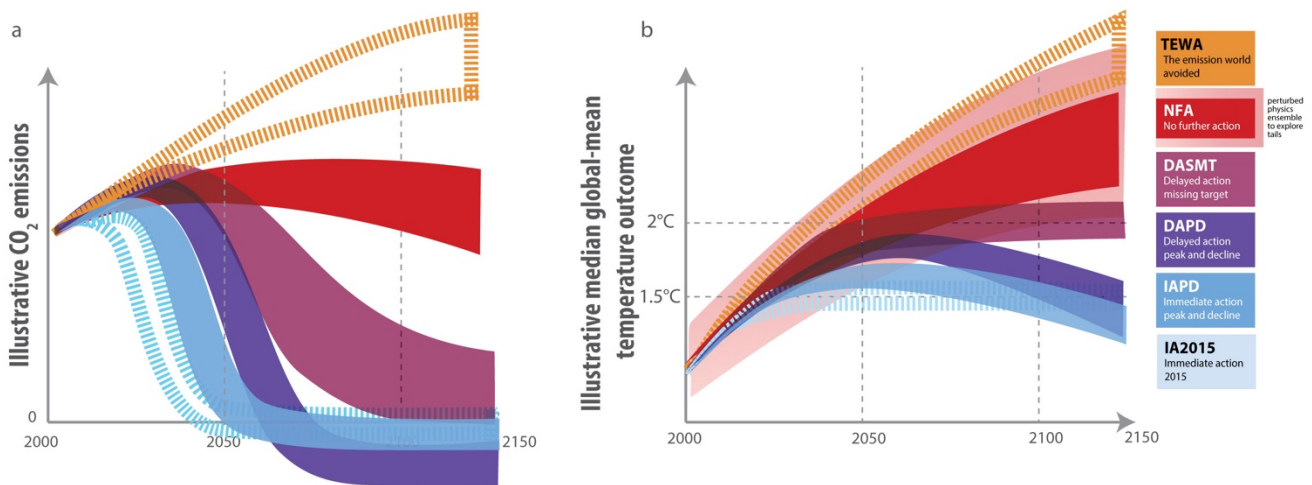 a
Illustrative CO2 emissions
0
2000
2050
2150
b
Illustrative median global-mean
temperature outcome
2°C
1.5°C
2000
2050
2100
2150
TEWA
The emission world
avoided
NFA
No further action
perturbed
physics
ensemble
to explore
tails
DASMT
Delayed action
missing target
DAPD
Delayed action
peak and decline
IAPD
Immediate action
peak and decline
IA2015
Immediate action
2015